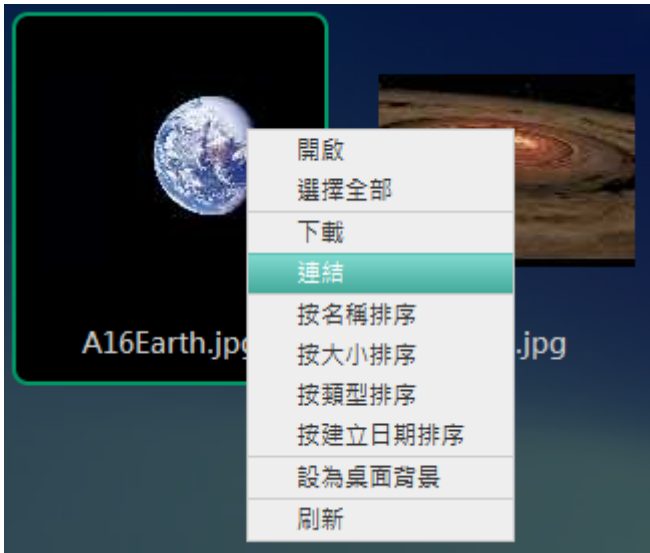 開啟
選擇全部
下載
連結
按名稱排序
A16Earth.jpg
.jpg
按大小排序
按類型排序
按建立日期排序
設為桌面背景
刷新